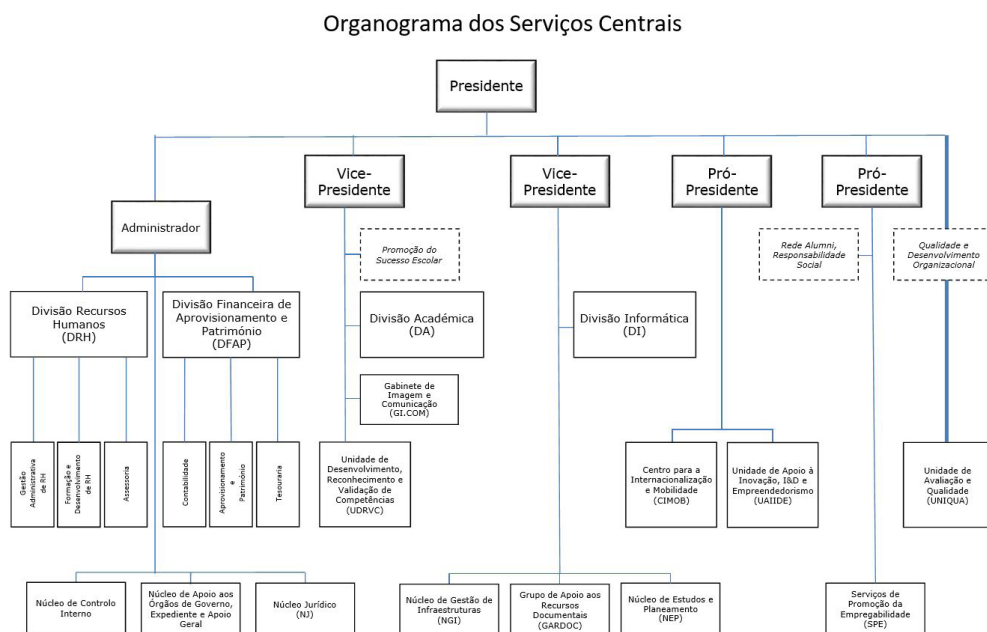 Organograma dos Serviços Centrais
Presidente
Vice-
Presidente
Vice-
Presidente
Pró-
Presidente
Pró-
Presidente
Administrador
Promoção do
Sucesso Escolar
Rede Alumni,
Responsabilidade
Social
Qualidade e
Desenvolvimento
Organizacional
Divisão Recursos
Humanos
(DRH)
Divisão Financeira de
Aprovisionamento e
Património
(DFAP)
Divisão Académica
(DA)
Divisão Informática
(DI)
Gabinete de
Imagem e
Comunicação
(GI.COM)
Gestão
Administrativa
de RH
Formação e
Desenvolvimento
de RH
Assessoria
Contabilidade
Aprovisionamento
e
Património
Tesouraria
Unidade de
Desenvolvimento,
Reconhecimento e
Validação de
Competências
(UDRVC)
Centro para a
Internacionalização
e Mobilidade
(CIMOB)
Unidade de Apoio à
Inovação, I&D e
Empreendedorismo
(UAIIDE)
Unidade de
Avaliação e
Qualidade
(UNIQUA)
Núcleo de Controlo
Interno
Núcleo de Apoio aos
Órgãos de Governo,
Expediente e Apoio
Geral
Núcleo Jurídico
(NJ)
Núcleo de Gestão de
Infraestruturas
(NGI)
Grupo de Apoio aos
Recursos
Documentais
(GARDOC)
Núcleo de Estudos e
Planeamento
(NEP)
Serviços de
Promoção da
Empregabilidade
(SPE)